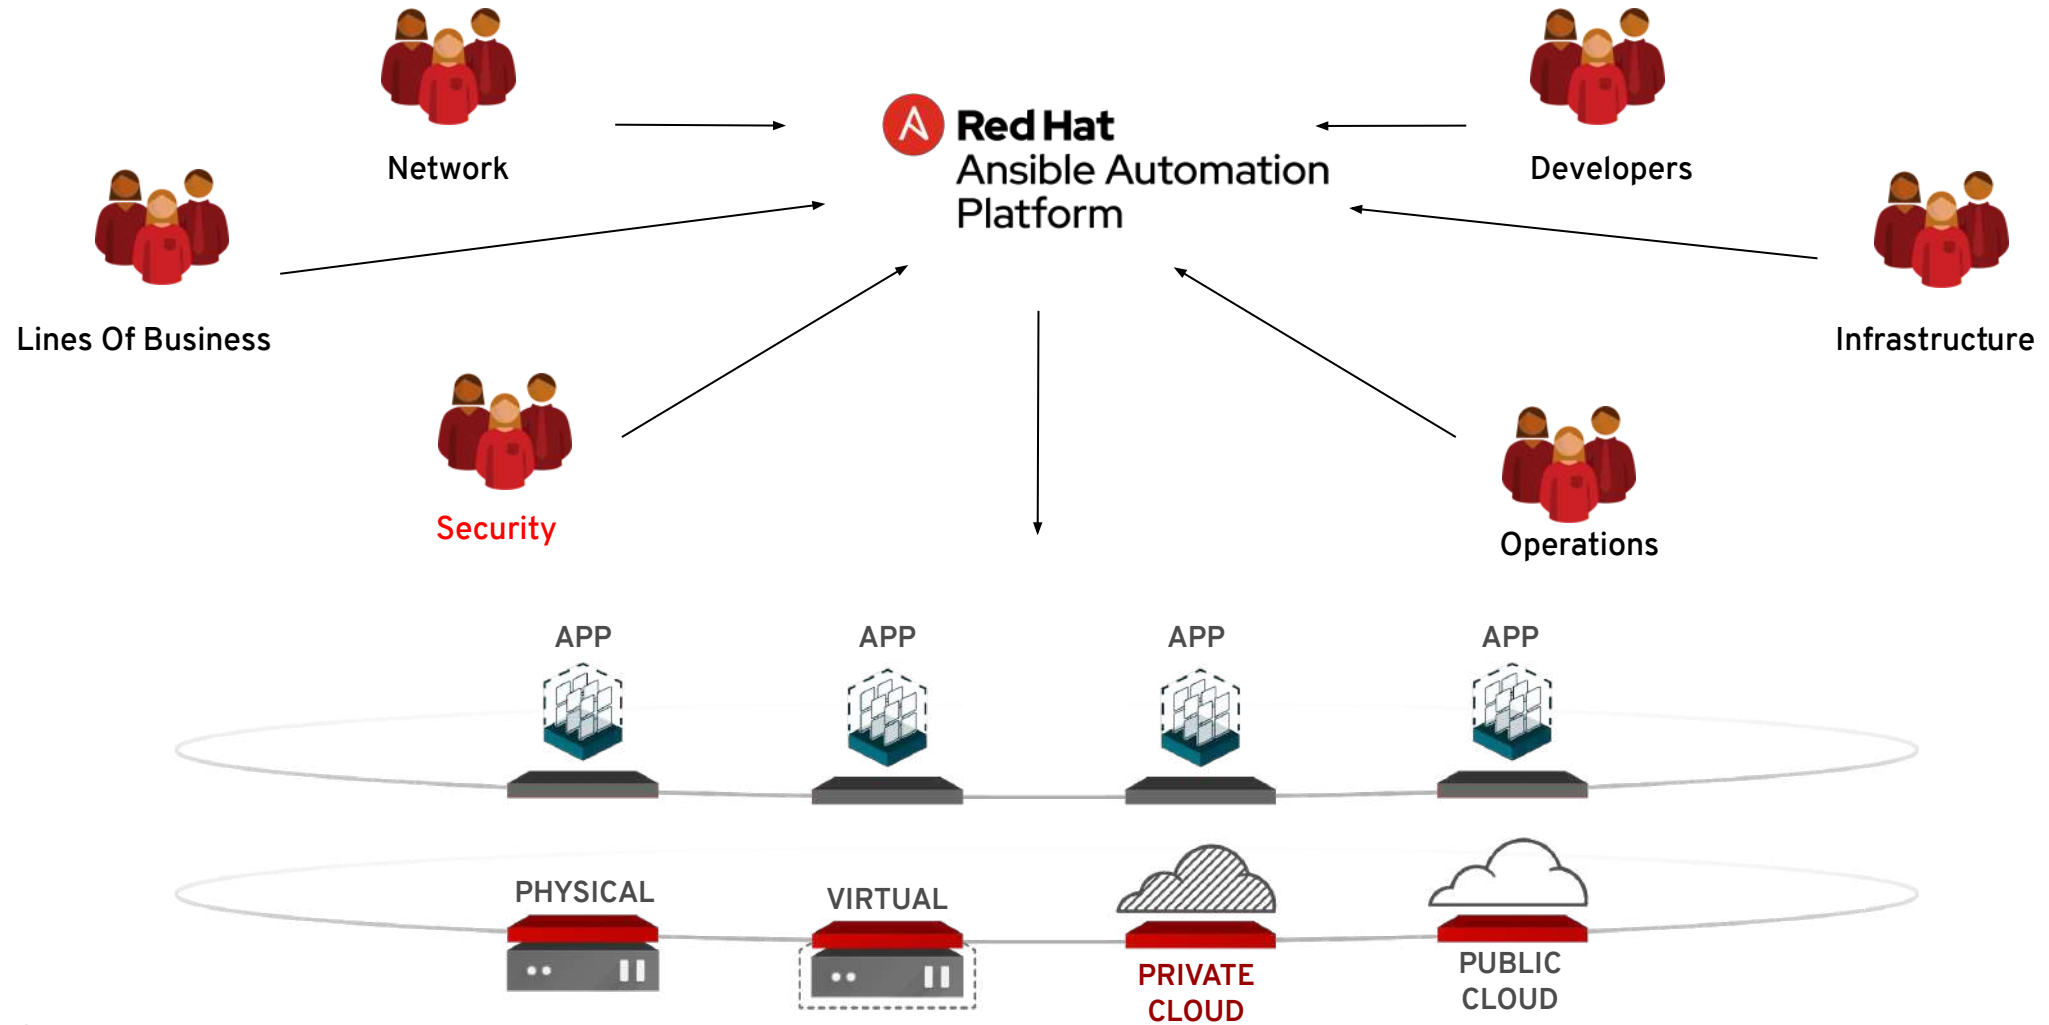 Red Hat
Ansible Automation
Platform
Network
Developers
Lines Of Business
Infrastructure
Security
Operations
APP
APP
APP
APP
PHYSICAL
VIRTUAL
PRIVATE
CLOUD
PUBLIC
CLOUD